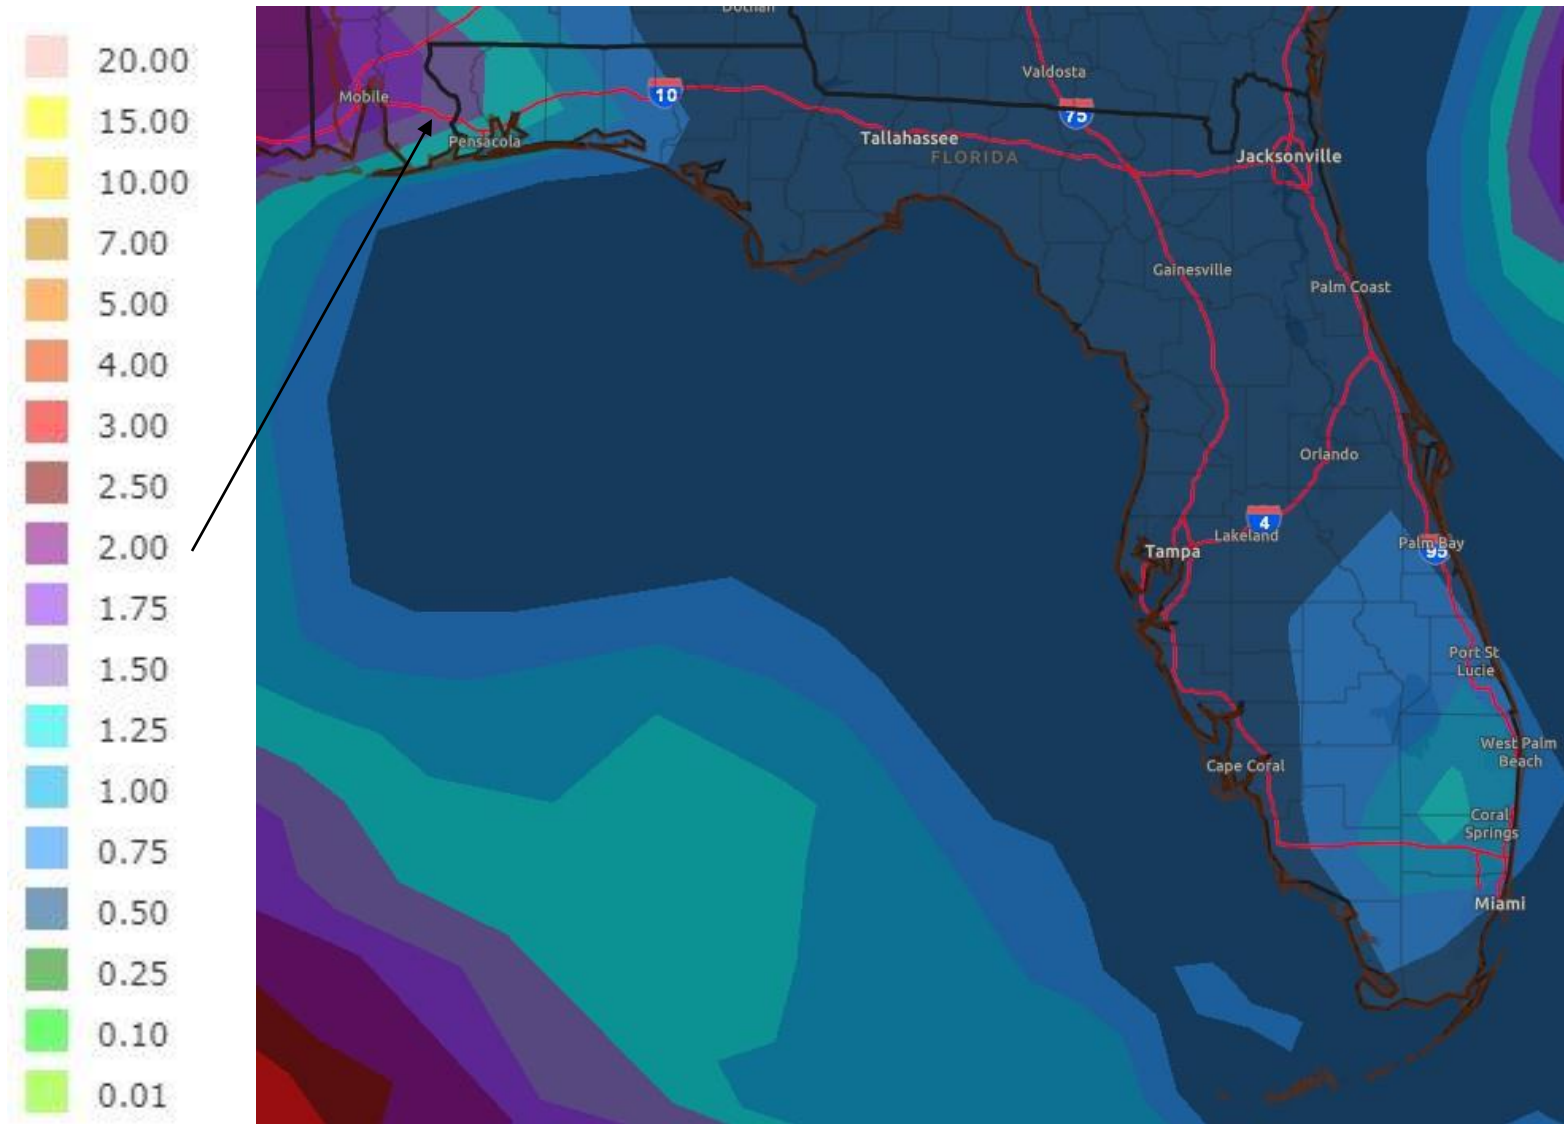 20.00
15.00
10.00
7.00
5.00
4.00
3.00
2.50
2.00
1.75
1.50
1.25
1.00
0.75
0.50
0.25
0.10
0.01
Dothan
Valdosta
Mobile
10
75
Pensacola
Tallahassee
FLORIDA
Jacksonville
Gainesville
Palm Coast
Orlando
4
Lakeland
Tampa
Palm Bay
95
Port St
Lucie
West Palm
Beach
Cape Coral
Coral
Springs
Miami